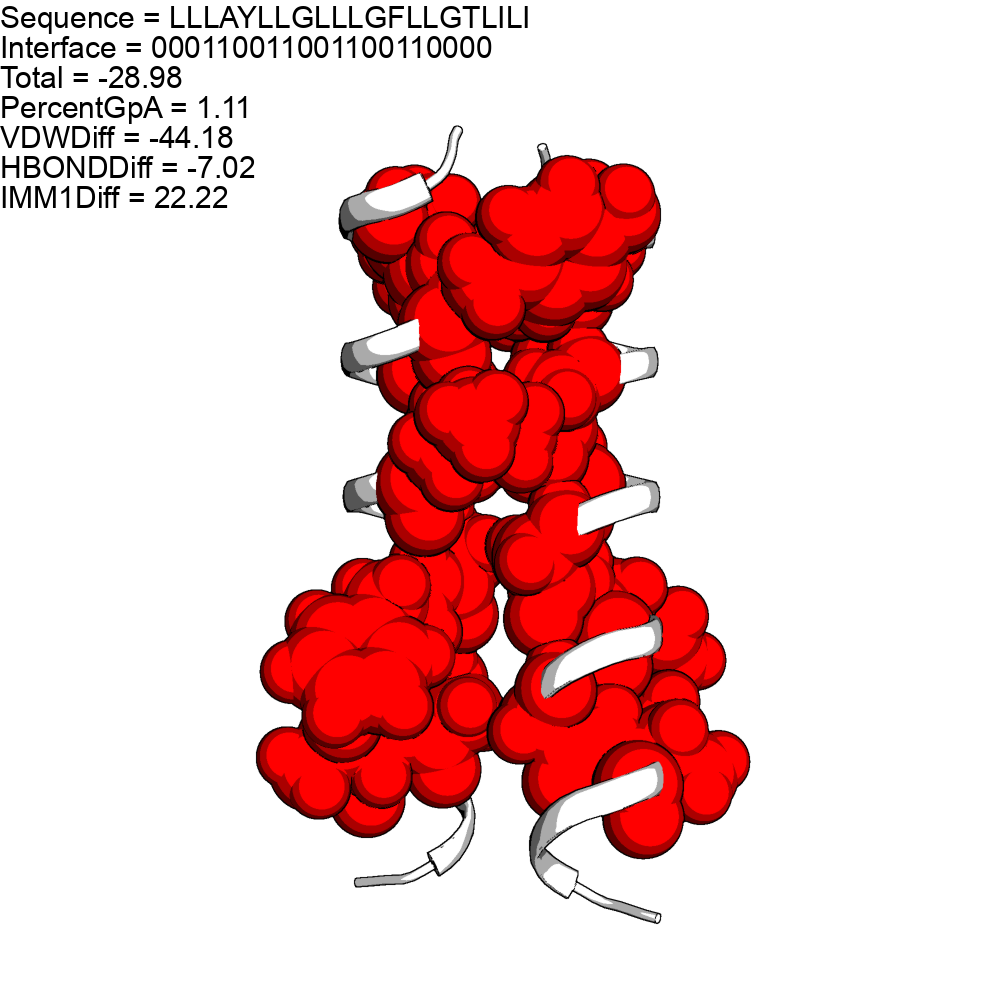 Sequence = LLLAYLLGLLLGFLLGTLILI
Interface = 000110011001100110000
Total = -28.98
PercentGpA = 1.11
VDWDiff = -44.18
HBONDDiff = -7.02
IMM1Diff = 22.22